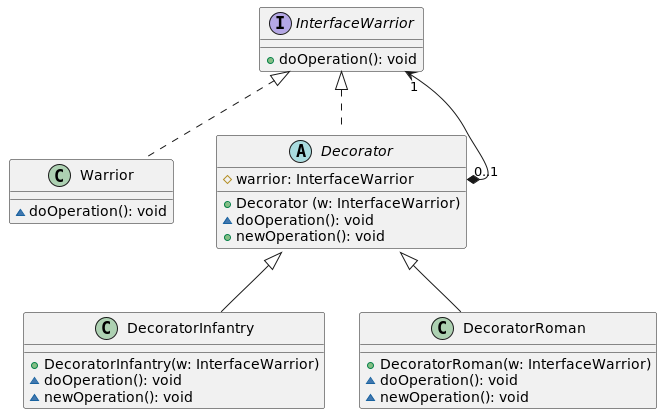 I InterfaceWarrior
doOperation(): void
1
C Warrior
doOperation(): void
A Decorator
warrior: InterfaceWarrior
0..1
Decorator (w: InterfaceWarrior)
doOperation(): void
newOperation(): void
C DecoratorInfantry
DecoratorInfantry(w: InterfaceWarrior)
doOperation(): void
newOperation(): void
C DecoratorRoman
DecoratorRoman(w: InterfaceWarrior)
doOperation(): void
newOperation(): void